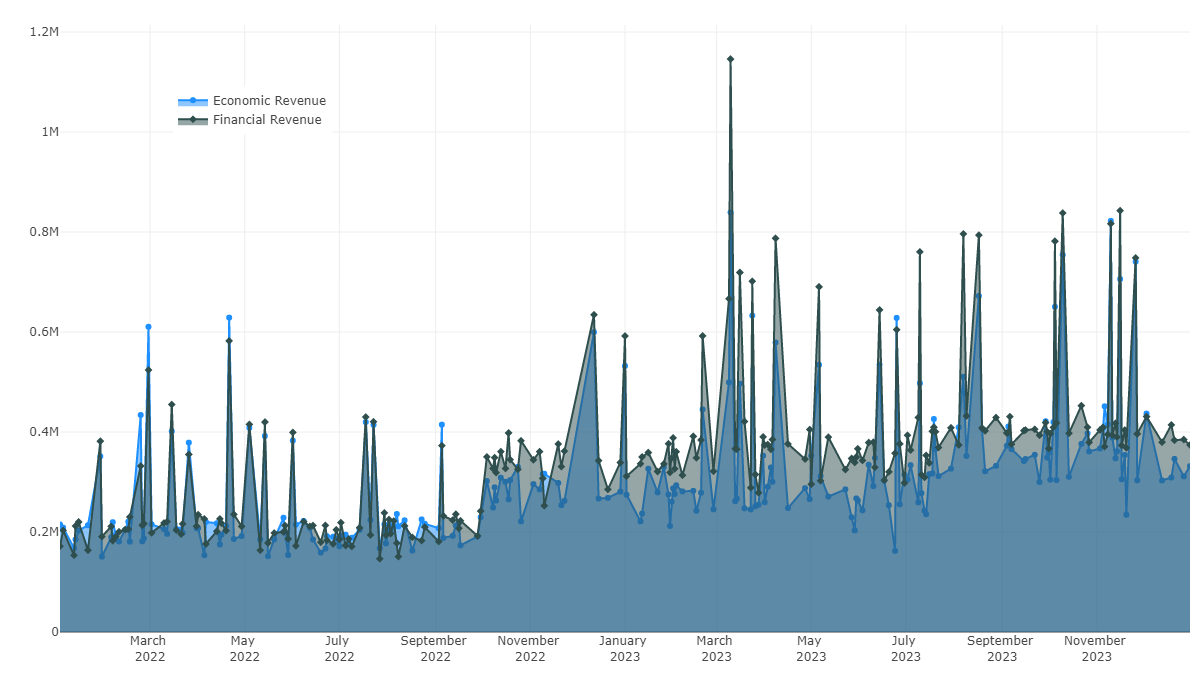 1.2M
Economic Revenue
Financial Revenue
1M
0.8M
0.6M
0.4M
0.2M
0
March May July September November January March May July September November
2022 2022 2022 2022 2022 2023 2023 2023 2023 2023 2023